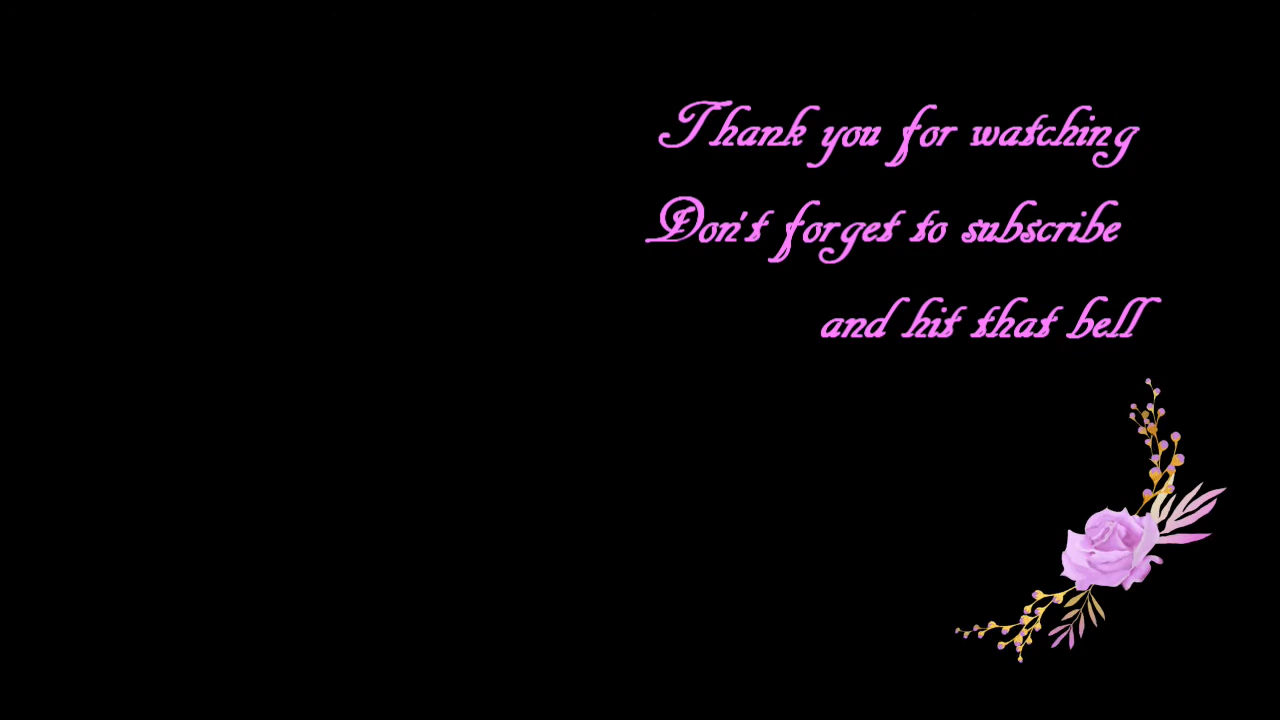 Thank you for watching
Don't forget to subscribe
and hit that bell